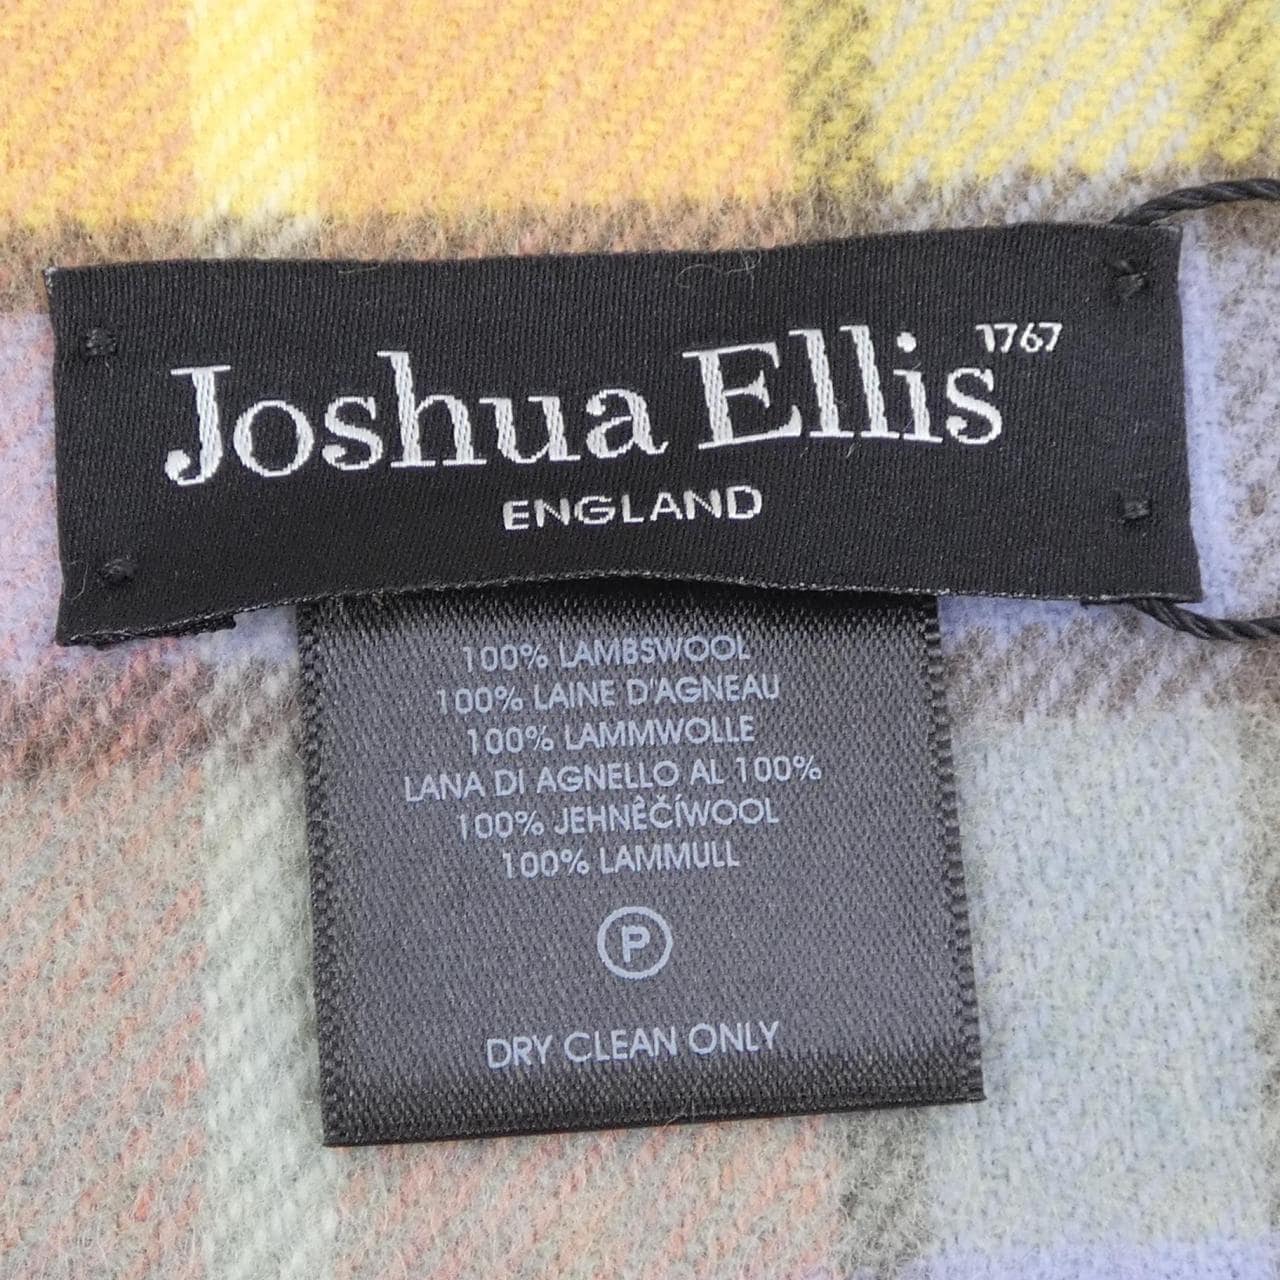 Joshua Ellis 1767
ENGLAND
100% LAMBSWOOL
100% LAINE D'AGNEAU
100% LAMMWOLLE
LANA DI AGNELLO AL 100%
100% JEHNÊČÍWOOL
100% LAMMULL
P
DRY CLEAN ONLY